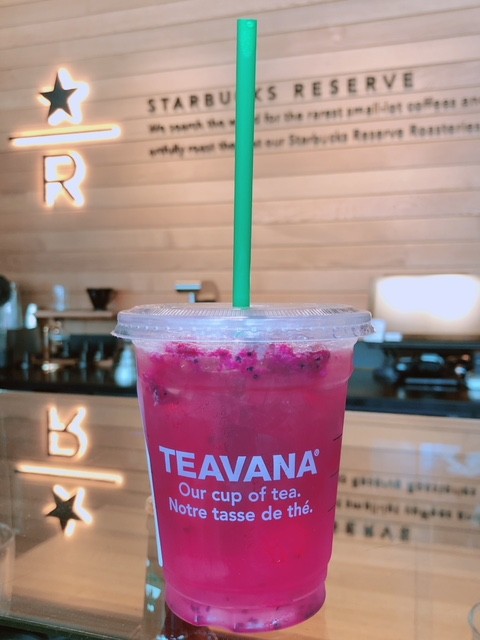 R
STARBUCKS RESERVE
We search the world for the rarest small-lot coffees and
artfully roast them at our Starbucks Reserve Roasteries
TEAVANA®
Our cup of tea.
Notre tasse de thé.